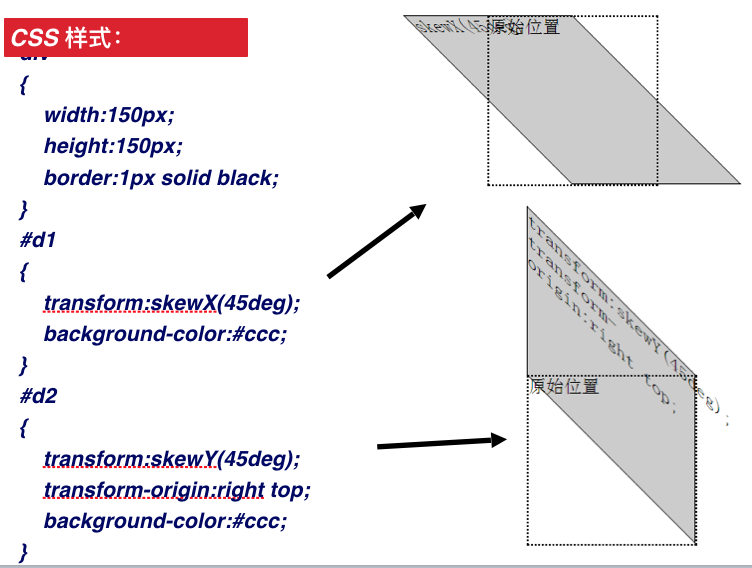 CSS 样式：
div
{
width:150px;
height:150px;
border:1px solid black;
}
#d1
{
transform:skewX(45deg);
background-color:#ccc;
}
#d2
{
transform:skewY(45deg);
transform-origin:right top;
background-color:#ccc;
}
skewX(45deg)
原始位置
transform:skewY(45deg);
transform-
origin:right top;
原始位置